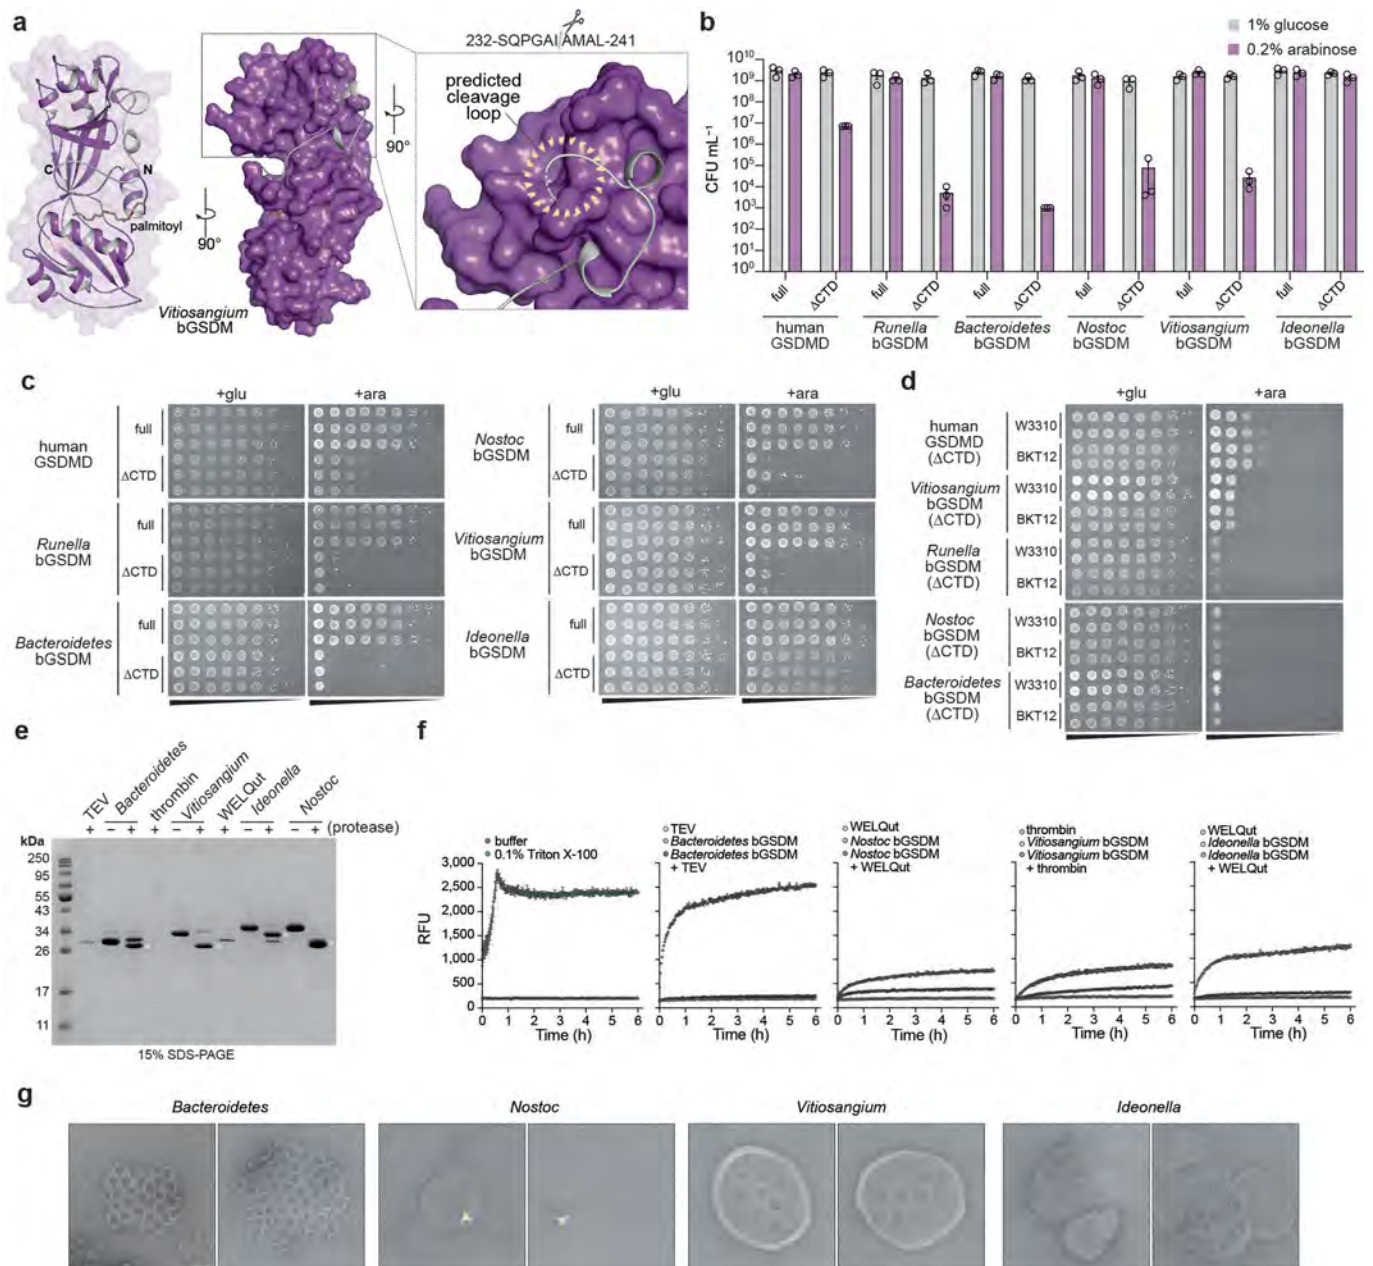 a
232-SQPGAI AMAL-241
predicted
cleavage
loop
C
N
palmitoyl
90°
90°
Vitiosangium
bGSDM
b
1% glucose
0.2% arabinose
CFU mL⁻¹
10¹⁰
10⁹
10⁸
10⁷
10⁶
10⁵
10⁴
10³
10²
10¹
10⁰
full
ΔCTD
full
ΔCTD
full
ΔCTD
full
ΔCTD
full
ΔCTD
full
ΔCTD
human
GSDMD
Runella
bGSDM
Bacteroidetes
bGSDM
Nostoc
bGSDM
Vitiosangium
bGSDM
Ideonella
bGSDM
c
+glu
+ara
human
GSDMD
full
ΔCTD
Runella
bGSDM
full
ΔCTD
Bacteroidetes
bGSDM
full
ΔCTD
+glu
+ara
Nostoc
bGSDM
full
ΔCTD
Vitiosangium
bGSDM
full
ΔCTD
Ideonella
bGSDM
full
ΔCTD
d
+glu
+ara
human
GSDMD
(ΔCTD)
W3310
BKT12
Vitiosangium
bGSDM
(ΔCTD)
W3310
BKT12
Runella
bGSDM
(ΔCTD)
W3310
BKT12
Nostoc
bGSDM
(ΔCTD)
W3310
BKT12
Bacteroidetes
bGSDM
(ΔCTD)
W3310
BKT12
e
TEV
Bacteroidetes
thrombin
Vitiosangium
WELQut
Ideonella
Nostoc
+ − + + − + + − + − + (protease)
kDa
250
95
55
43
34
26
17
11
15% SDS-PAGE
f
buffer
0.1% Triton X-100
TEV
Bacteroidetes bGSDM
Bacteroidetes bGSDM
+ TEV
WELQut
Nostoc bGSDM
Nostoc bGSDM
+ WELQut
thrombin
Vitiosangium bGSDM
Vitiosangium bGSDM
+ thrombin
WELQut
Ideonella bGSDM
Ideonella bGSDM
+ WELQut
RFU
3,000
2,500
2,000
1,500
1,000
500
0
0 1 2 3 4 5 6
0 1 2 3 4 5 6
0 1 2 3 4 5 6
0 1 2 3 4 5 6
0 1 2 3 4 5 6
Time (h)
Time (h)
Time (h)
Time (h)
Time (h)
g
Bacteroidetes
Nostoc
Vitiosangium
Ideonella